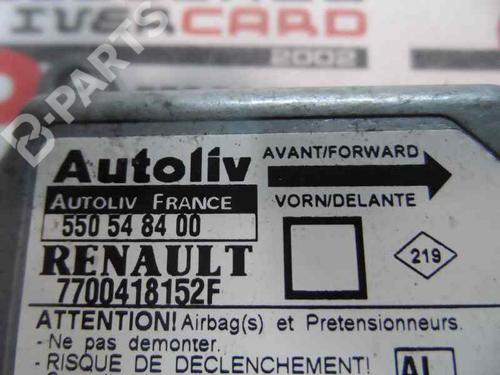 IVERCARD
2002
B-PARTS
Autoliv
AVANT/FORWARD
AUTOLIV FRANCE
VORN/DELANTE
550 54 84 00
RENAULT
219
7700418152F
ATTENTION! Airbag(s) et Pretensionneurs.
- Ne pas demonter.
- RISQUE DE DECLENCHEMENT!
AL